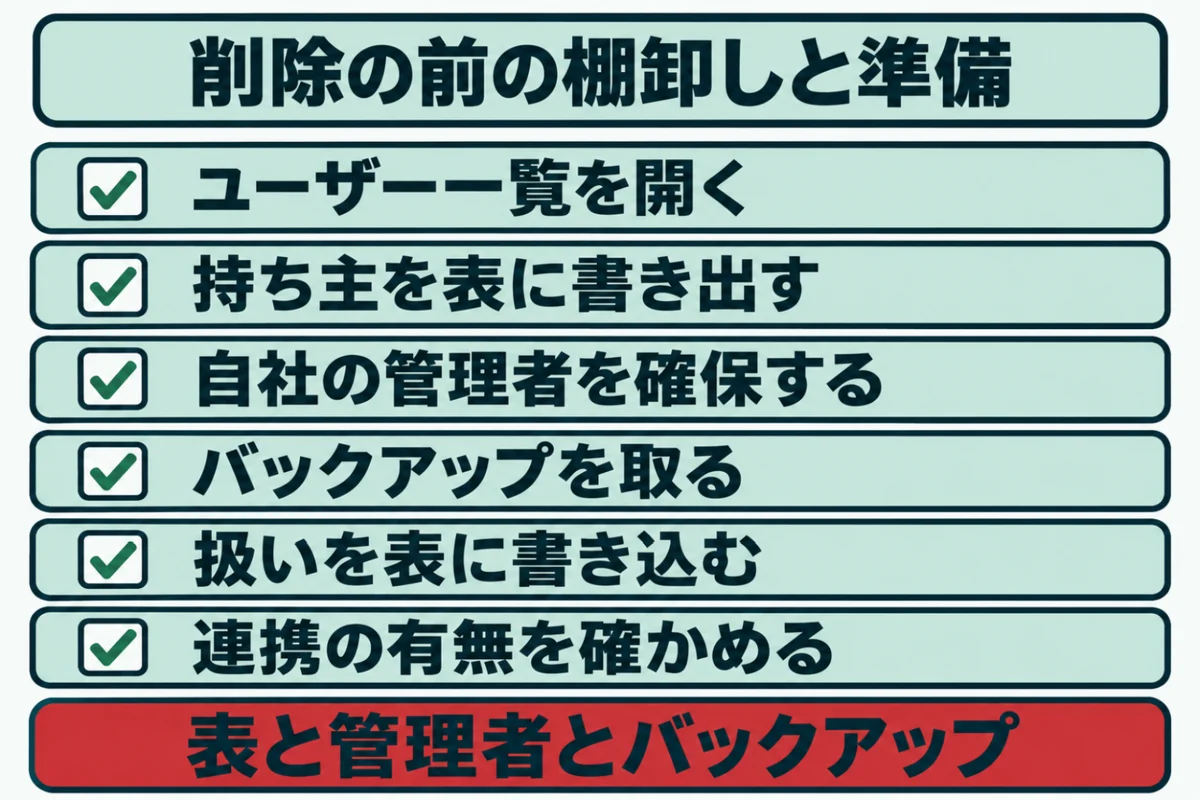 削除の前の棚卸しと準備
ユーザー一覧を開く
持ち主を表に書き出す
自社の管理者を確保する
バックアップを取る
扱いを表に書き込む
連携の有無を確かめる
表と管理者とバックアップ